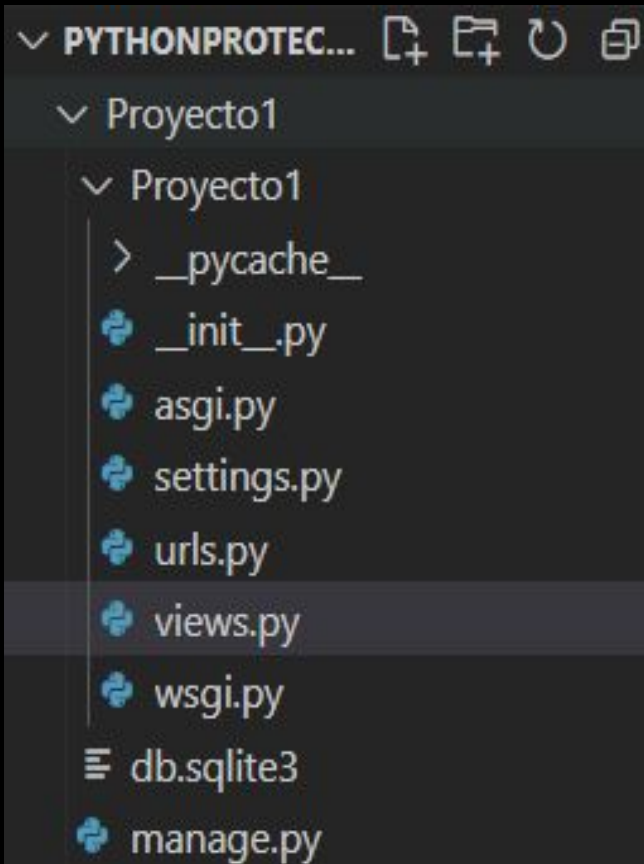 PYTHONPROTEC...
Proyecto1
Proyecto1
__pycache__
__init__.py
asgi.py
settings.py
urls.py
views.py
wsgi.py
db.sqlite3
manage.py